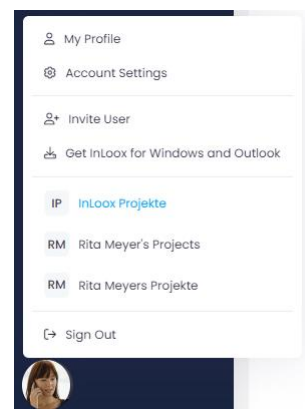 My Profile
Account Settings
Invite User
Get InLoox for Windows and Outlook
IP InLoox Projekte
RM Rita Meyer's Projects
RM Rita Meyers Projekte
Sign Out